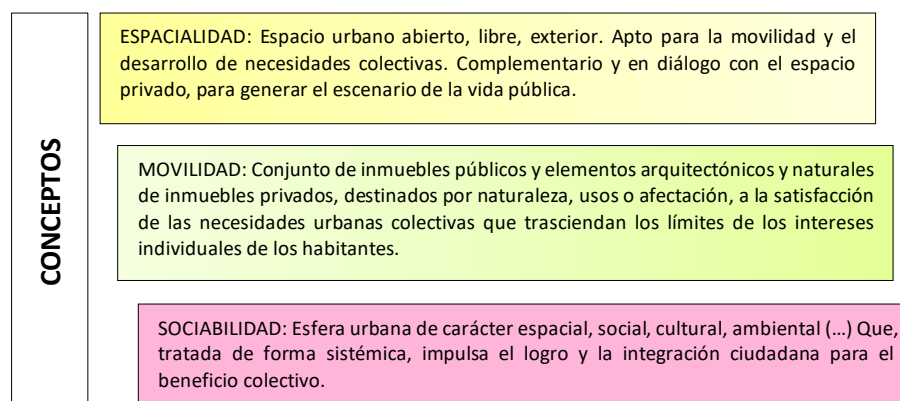 CONCEPTOS
ESPACIALIDAD: Espacio urbano abierto, libre, exterior. Apto para la movilidad y el
desarrollo de necesidades colectivas. Complementario y en diálogo con el espacio
privado, para generar el escenario de la vida pública.
MOVILIDAD: Conjunto de inmuebles públicos y elementos arquitectónicos y naturales
de inmuebles privados, destinados por naturaleza, usos o afectación, a la satisfacción
de las necesidades urbanas colectivas que trasciendan los límites de los intereses
individuales de los habitantes.
SOCIABILIDAD: Esfera urbana de carácter espacial, social, cultural, ambiental (…) Que,
tratada de forma sistémica, impulsa el logro y la integración ciudadana para el
beneficio colectivo.